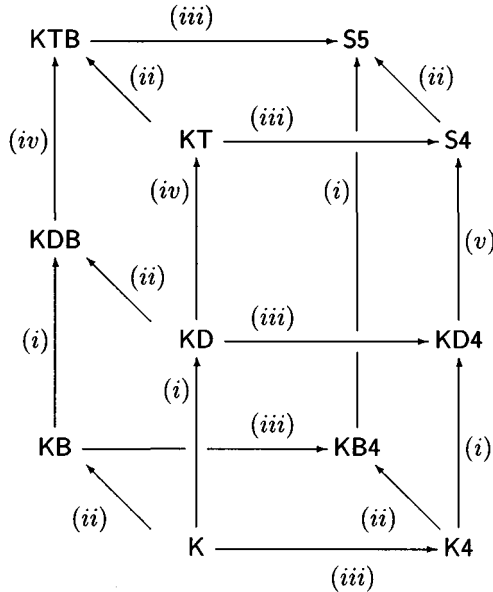 (iii)
KTB S5
(ii) (ii)
(iii)
KT S4
(iv) (iv) (i)
KDB (v)
(ii)
(iii)
KD KD4
(i) (i)
(iii) (i)
KB KB4
(ii) (ii)
K K4
(iii)